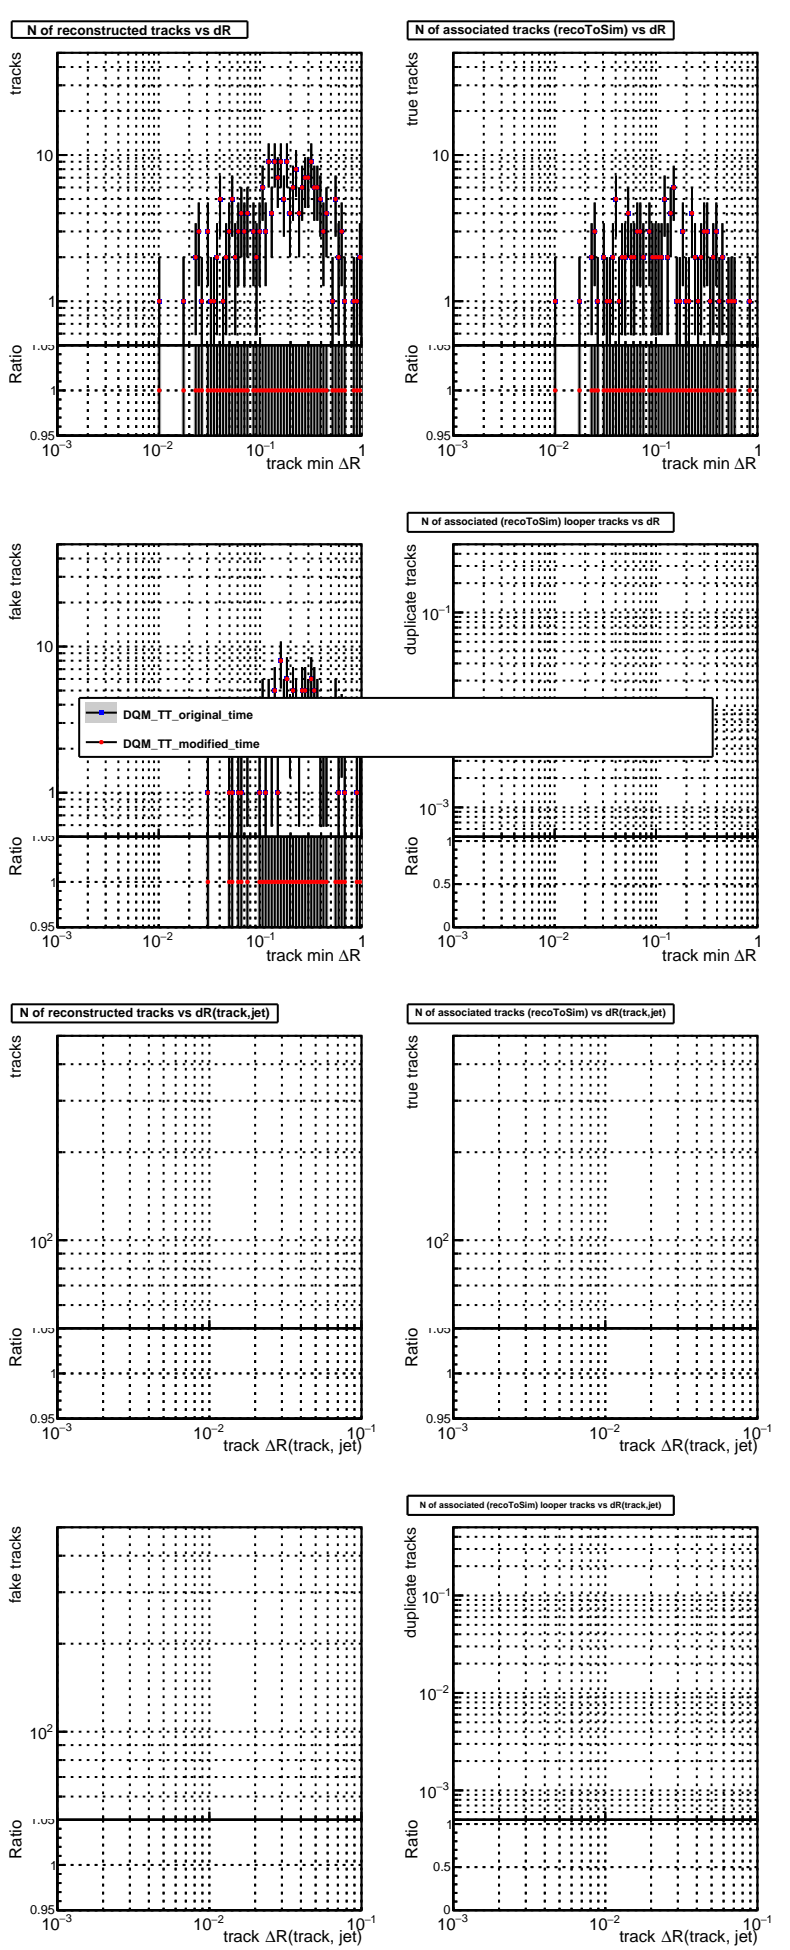 N of reconstructed tracks vs dR
tracks
10
1
1.05
Ratio
1
0.95
10−3 10−2 10−1 1
track min ΔR
N of associated tracks (recoToSim) vs dR
true tracks
10
1
1.05
Ratio
1
0.95
10−3 10−2 10−1 1
track min ΔR
fake tracks
10
1
1.05
Ratio
1
0.95
10−3 10−2 10−1 1
track min ΔR
N of associated (recoToSim) looper tracks vs dR
duplicate tracks
10−1
10−3
Ratio
1
0.5
0
10−3 10−2 10−1 1
track min ΔR
DQM_TT_original_time
DQM_TT_modified_time
N of reconstructed tracks vs dR(track,jet)
tracks
102
1.05
Ratio
1
0.95
10−3 10−2 10−1
track ΔR(track, jet)
N of associated tracks (recoToSim) vs dR(track,jet)
true tracks
102
1.05
Ratio
1
0.95
10−3 10−2 10−1
track ΔR(track, jet)
fake tracks
102
1.05
Ratio
1
0.95
10−3 10−2 10−1
track ΔR(track, jet)
N of associated (recoToSim) looper tracks vs dR(track,jet)
duplicate tracks
10−1
10−2
10−3
Ratio
1
0.5
0
10−3 10−2 10−1
track ΔR(track, jet)